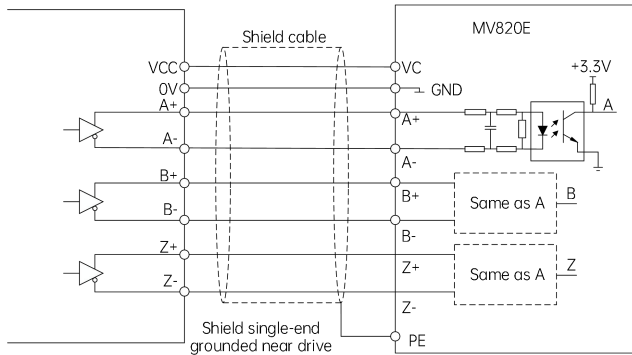 MV820E
Shield cable
+3.3V
VCC
VC
0V
GND
A+
A+
A
A-
A-
B+
B+
Same as A
B
B-
B-
Z+
Z+
Same as A
Z
Z-
Z-
Shield single-end
grounded near drive
PE